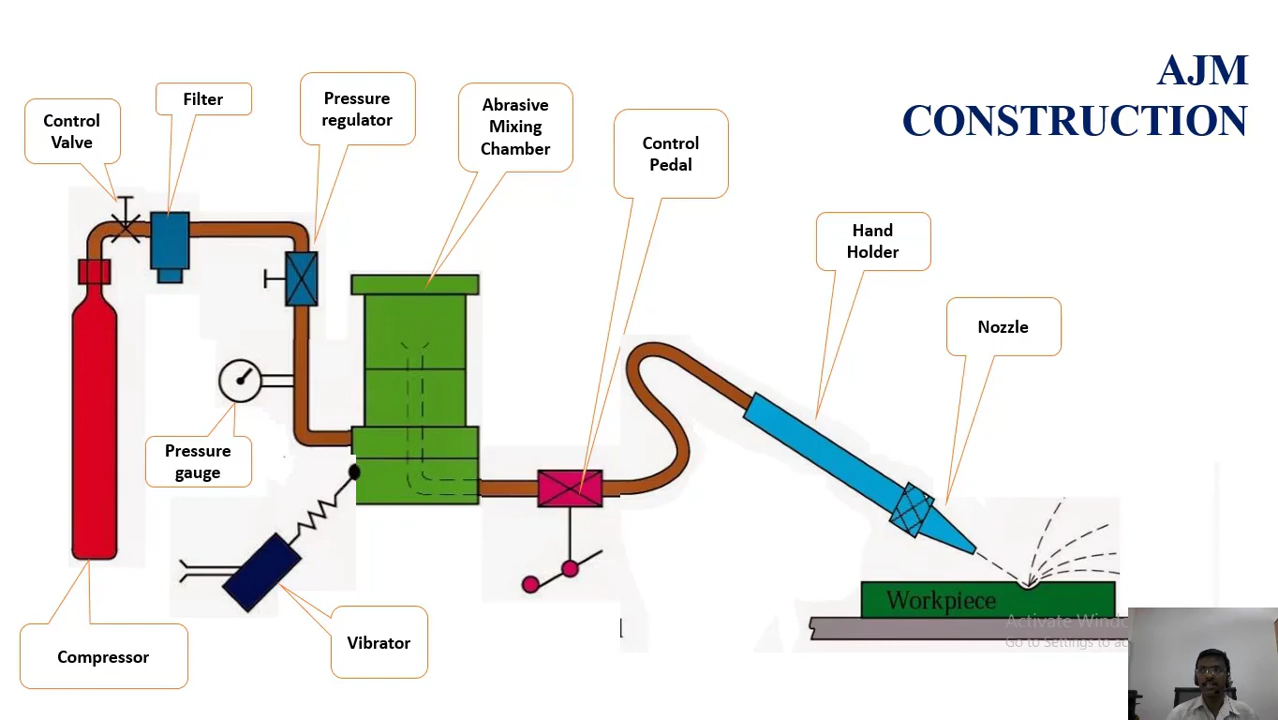 AJM
CONSTRUCTION
Control
Valve
Filter
Pressure
regulator
Abrasive
Mixing
Chamber
Control
Pedal
Hand
Holder
Nozzle
Pressure
gauge
Vibrator
Compressor
Workpiece
Activate Windo
Go to Settings to ac